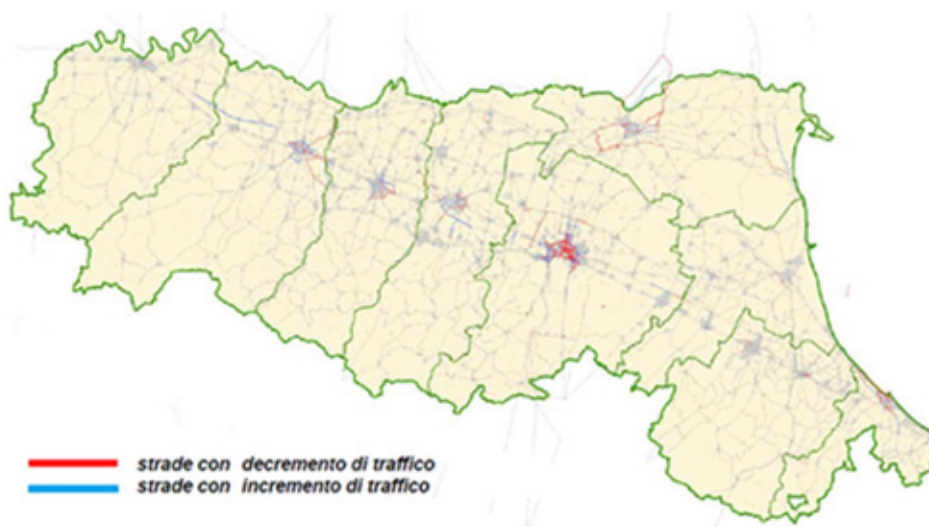 strade con decremento di traffico
strade con incremento di traffico